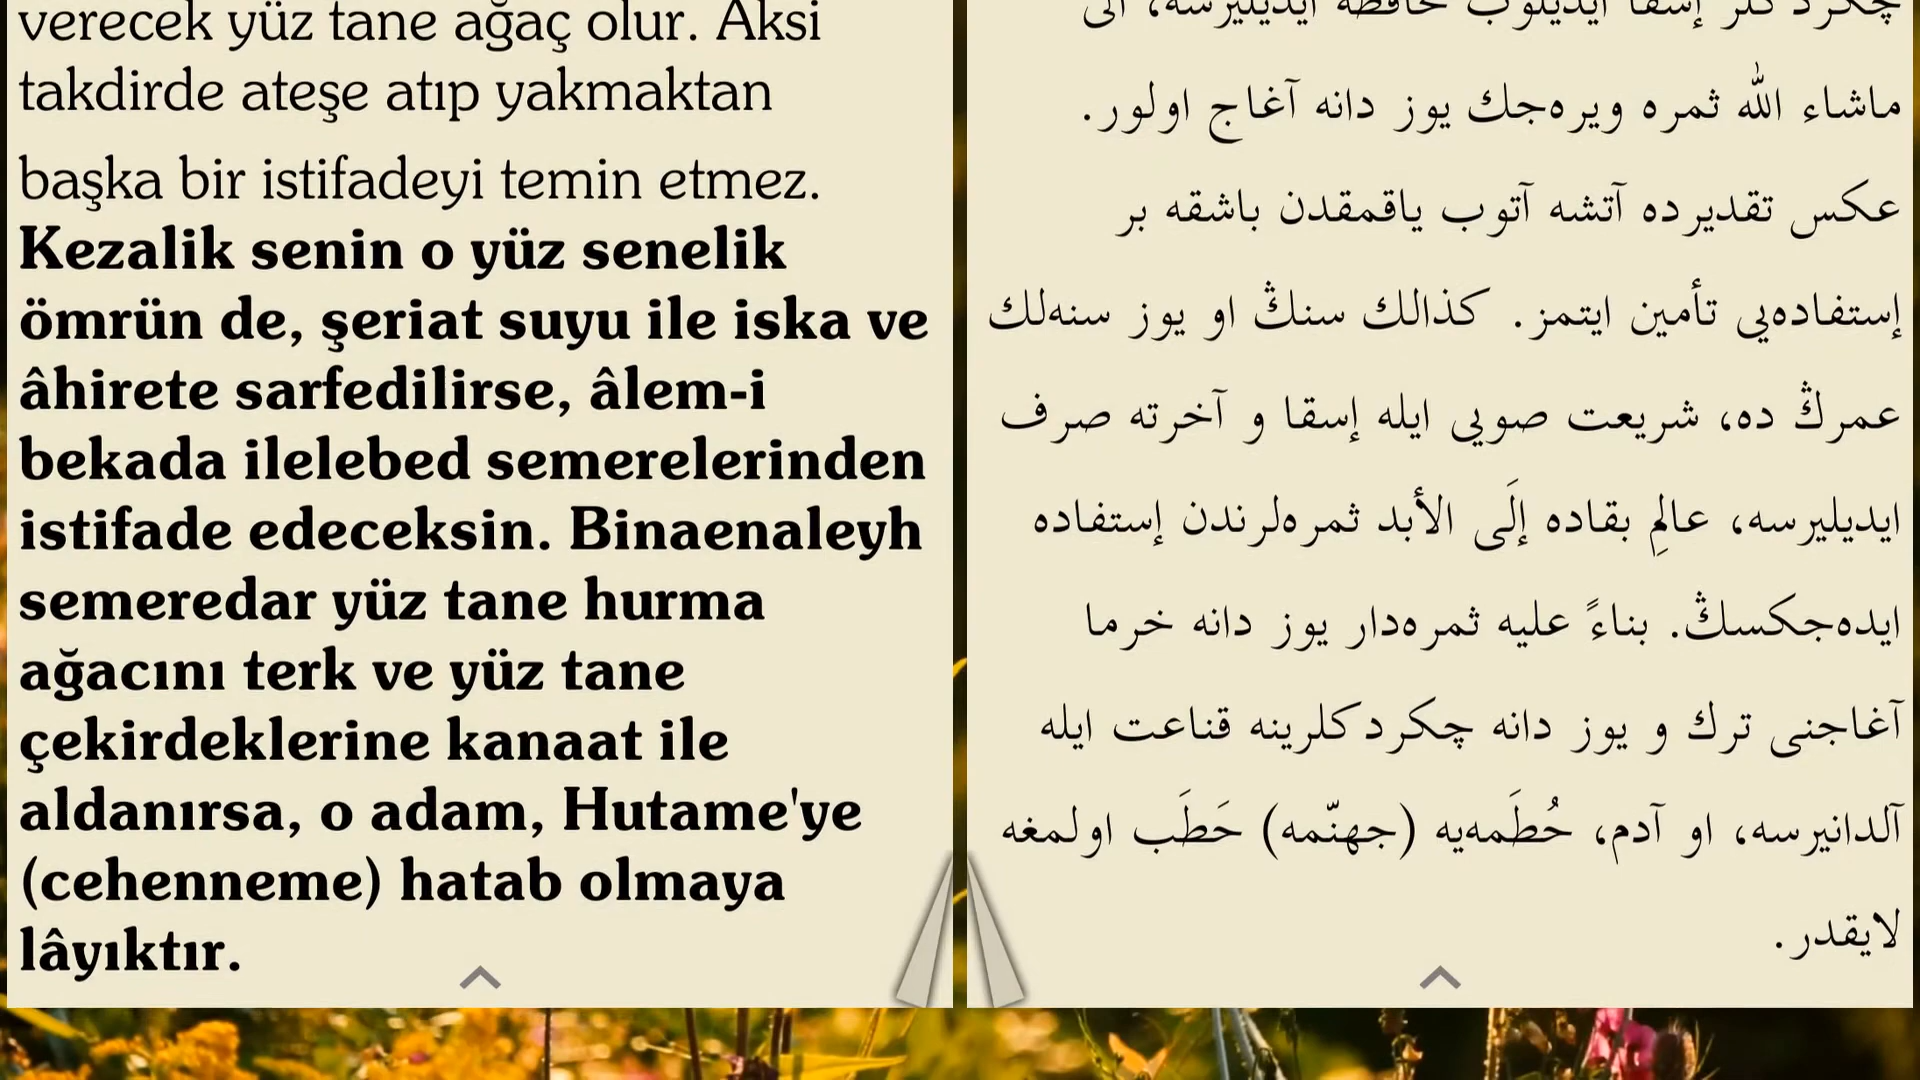 verecek yüz tane ağaç olur. Aksi
takdirde ateşe atıp yakmaktan
başka bir istifadeyi temin etmez.
Kezalik senin o yüz senelik
ömrün de, şeriat suyu ile iska ve
âhirete sarfedilirse, âlem-i
bekada ilelebed semerelerinden
istifade edeceksin. Binaenaleyh
semeredar yüz tane hurma
ağacını terk ve yüz tane
çekirdeklerine kanaat ile
aldanırsa, o adam, Hutame'ye
(cehenneme) hatab olmaya
lâyıktır.
چكردكلر إسقا ايديلوب محافظه ايديليرسه، الى
ماشاء الله ثمره ويره‌جك يوز دانه آغاج اولور.
عكس تقديرده آتشه آتوب ياقمقدن باشقه بر
إستفاده‌يى تأمين ايتمز. كذالك سنڭ او يوز سنه‌لك
عمرڭ ده، شريعت صويى ايله إسقا و آخرته صرف
ايديليرسه، عالمِ بقاده إلَى الأبد ثمره‌لرندن إستفاده
ايده‌جكسڭ. بناءً عليه ثمره‌دار يوز دانه خرما
آغاجنى ترك و يوز دانه چكردكلرينه قناعت ايله
آلدانيرسه، او آدم، حُطَمه‌يه (جهنّمه) حَطَب اولمغه
لايقدر.